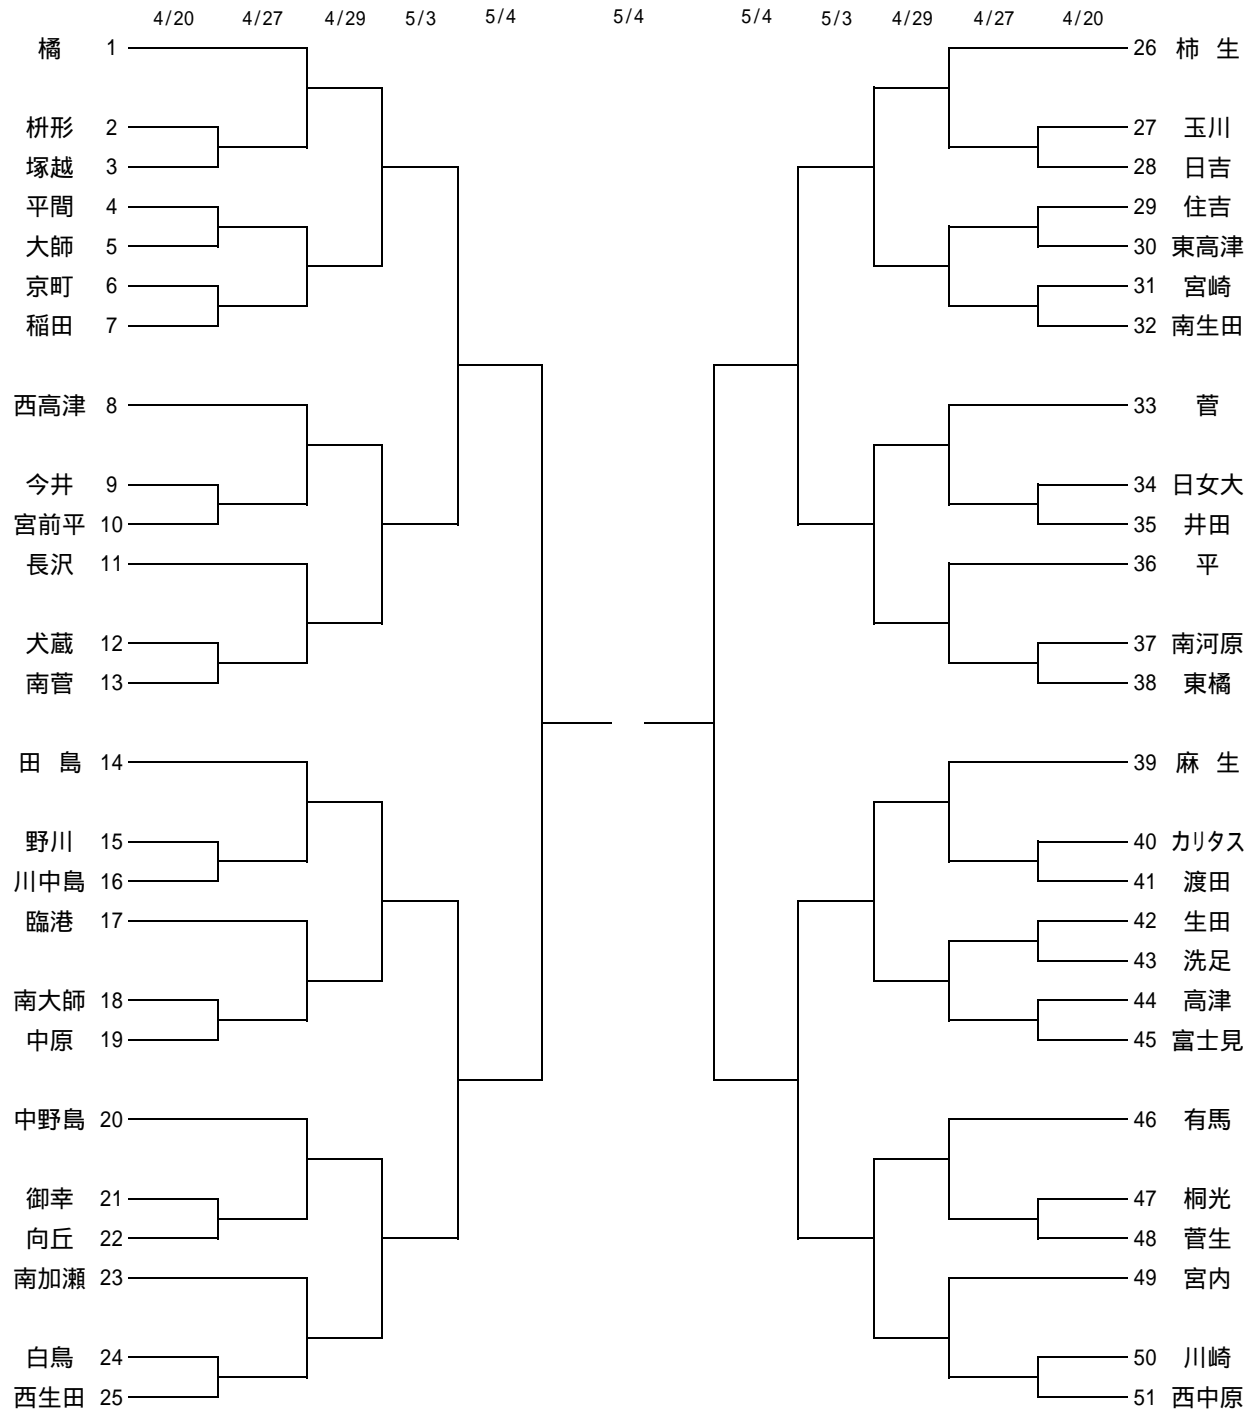 4/20 4/27 4/29 5/3 5/4 5/4 5/4 5/3 4/29 4/27 4/20
橘 1
枡形 2
塚越 3
平間 4
大師 5
京町 6
稲田 7
西高津 8
今井 9
宮前平 10
長沢 11
犬蔵 12
南菅 13
田 島 14
野川 15
川中島 16
臨港 17
南大師 18
中原 19
中野島 20
御幸 21
向丘 22
南加瀬 23
白鳥 24
西生田 25
26 柿 生
27 玉川
28 日吉
29 住吉
30 東高津
31 宮崎
32 南生田
33 菅
34 日女大
35 井田
36 平
37 南河原
38 東橘
39 麻 生
40 カリタス
41 渡田
42 生田
43 洗足
44 高津
45 富士見
46 有馬
47 桐光
48 菅生
49 宮内
50 川崎
51 西中原